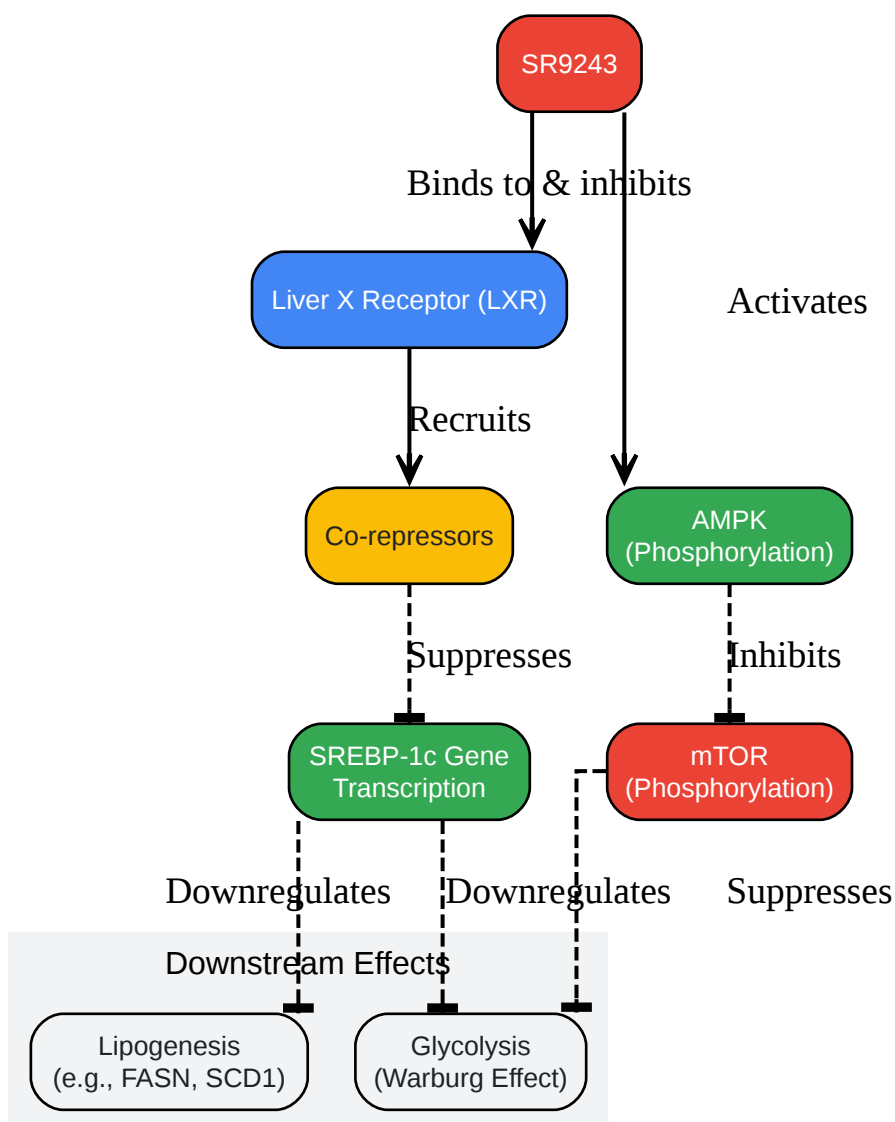 SR9243
Binds to & inhibits
Liver X Receptor (LXR)
Activates
Recruits
Co-repressors
AMPK
(Phosphorylation)
Suppresses
Inhibits
SREBP-1c Gene
Transcription
mTOR
(Phosphorylation)
Downregulates
Downregulates
Suppresses
Downstream Effects
Lipogenesis
(e.g., FASN, SCD1)
Glycolysis
(Warburg Effect)